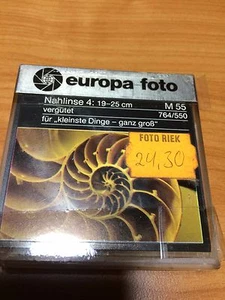 europa foto
Nahlinse 4: 19-25 cm M 55
vergütet 764/550
für „kleinste Dinge - ganz groß"
FOTO RIEK
24,30